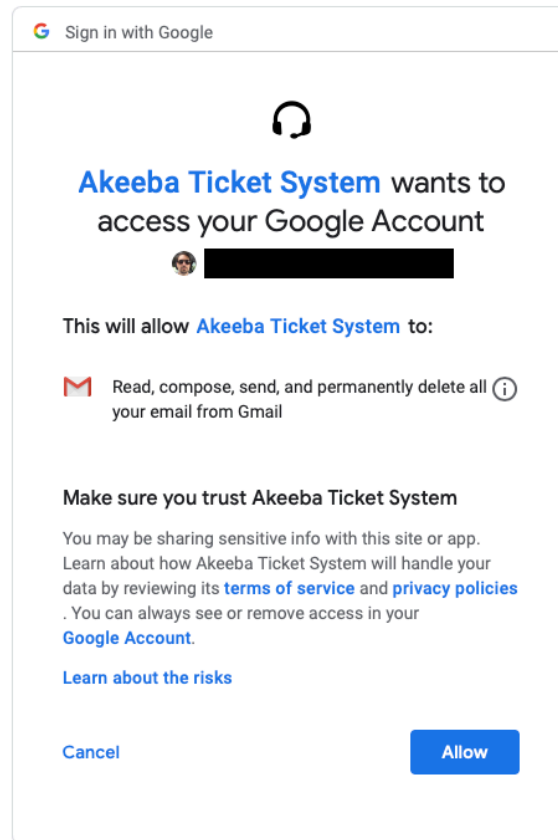 Sign in with Google
Akeeba Ticket System wants to
access your Google Account
This will allow Akeeba Ticket System to:
Read, compose, send, and permanently delete all
your email from Gmail
Make sure you trust Akeeba Ticket System
You may be sharing sensitive info with this site or app.
Learn about how Akeeba Ticket System will handle your
data by reviewing its terms of service and privacy policies
. You can always see or remove access in your
Google Account.
Learn about the risks
Cancel
Allow